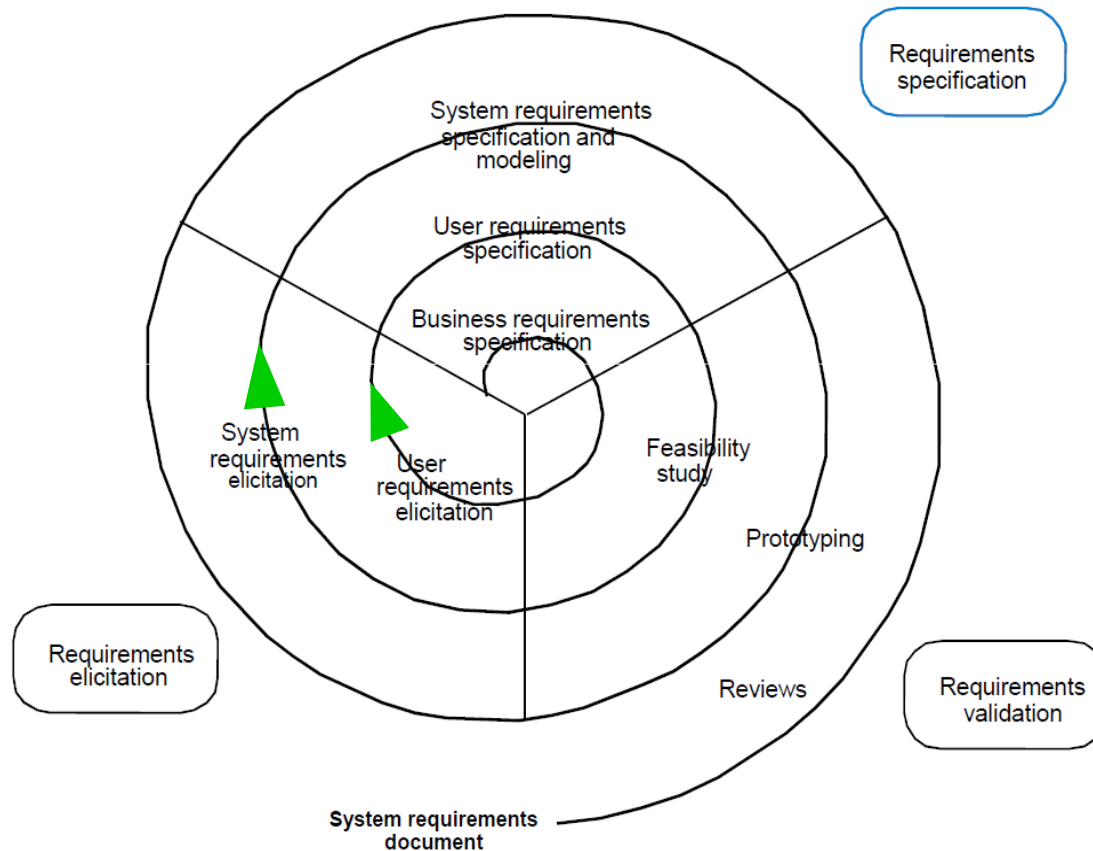 Requirements
specification
System requirements
specification and
modeling
User requirements
specification
Business requirements
specification
System
requirements
elicitation
User
requirements
elicitation
Feasibility
study
Prototyping
Requirements
elicitation
Reviews
Requirements
validation
System requirements
document